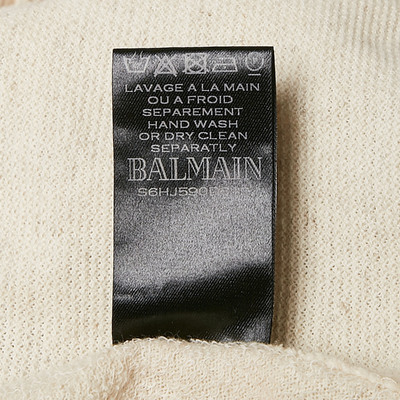 LAVAGE A LA MAIN
OU A FROID
SEPAREMENT
HAND WASH
OR DRY CLEAN
SEPARATLY
BALMAIN